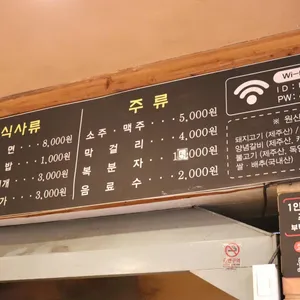 식사류
면 ··· 8,000원
밥 ··· 1,000원
개 ··· 3,000원
가 ··· 3,000원
주 류
소주·맥주 ···· 5,000원
막 걸 리 ···· 4,000원
복 분 자 ···· ,000원
음 료 수 ···· 2,000원
Wi-
ID :
PW :
※ 원산
돼지고기 (제주산,
양념갈비 (제주산,
불고기 (제주산,
쌀·배추(국내산)
1인